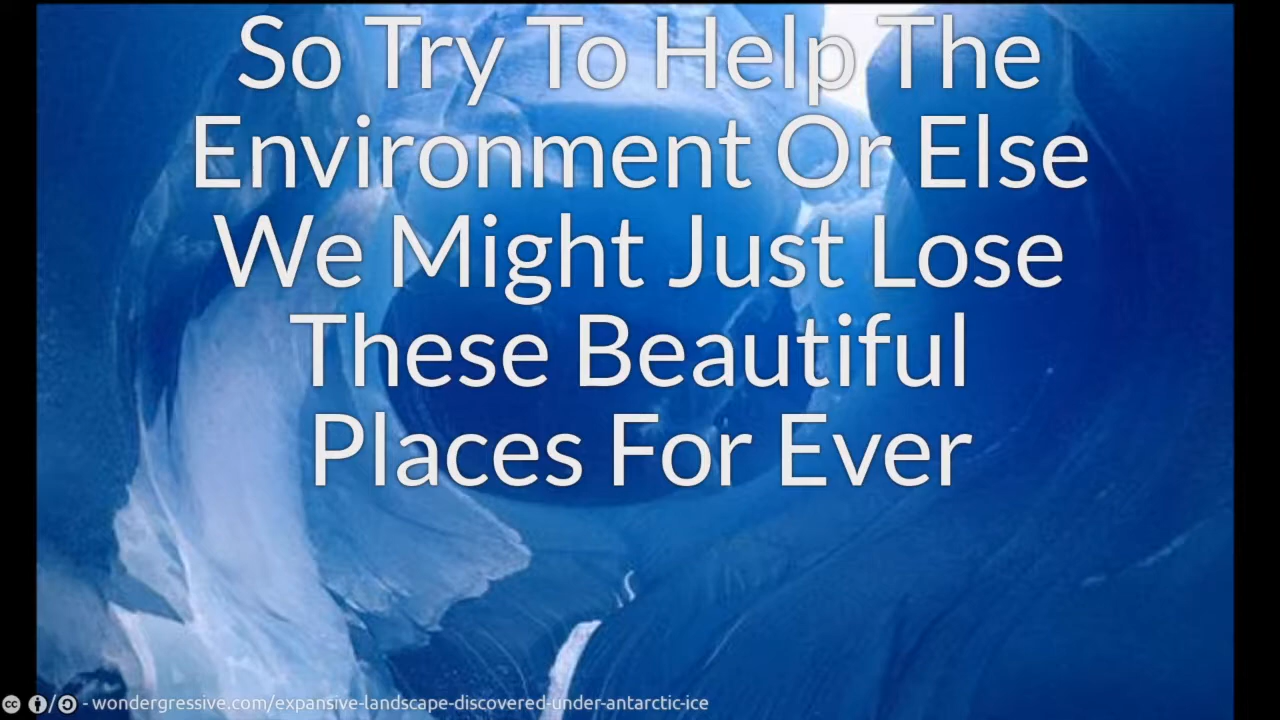 So Try To Help The
Environment Or Else
We Might Just Lose
These Beautiful
Places For Ever
- wondergressive.com/expansive-landscape-discovered-under-antarctic-ice